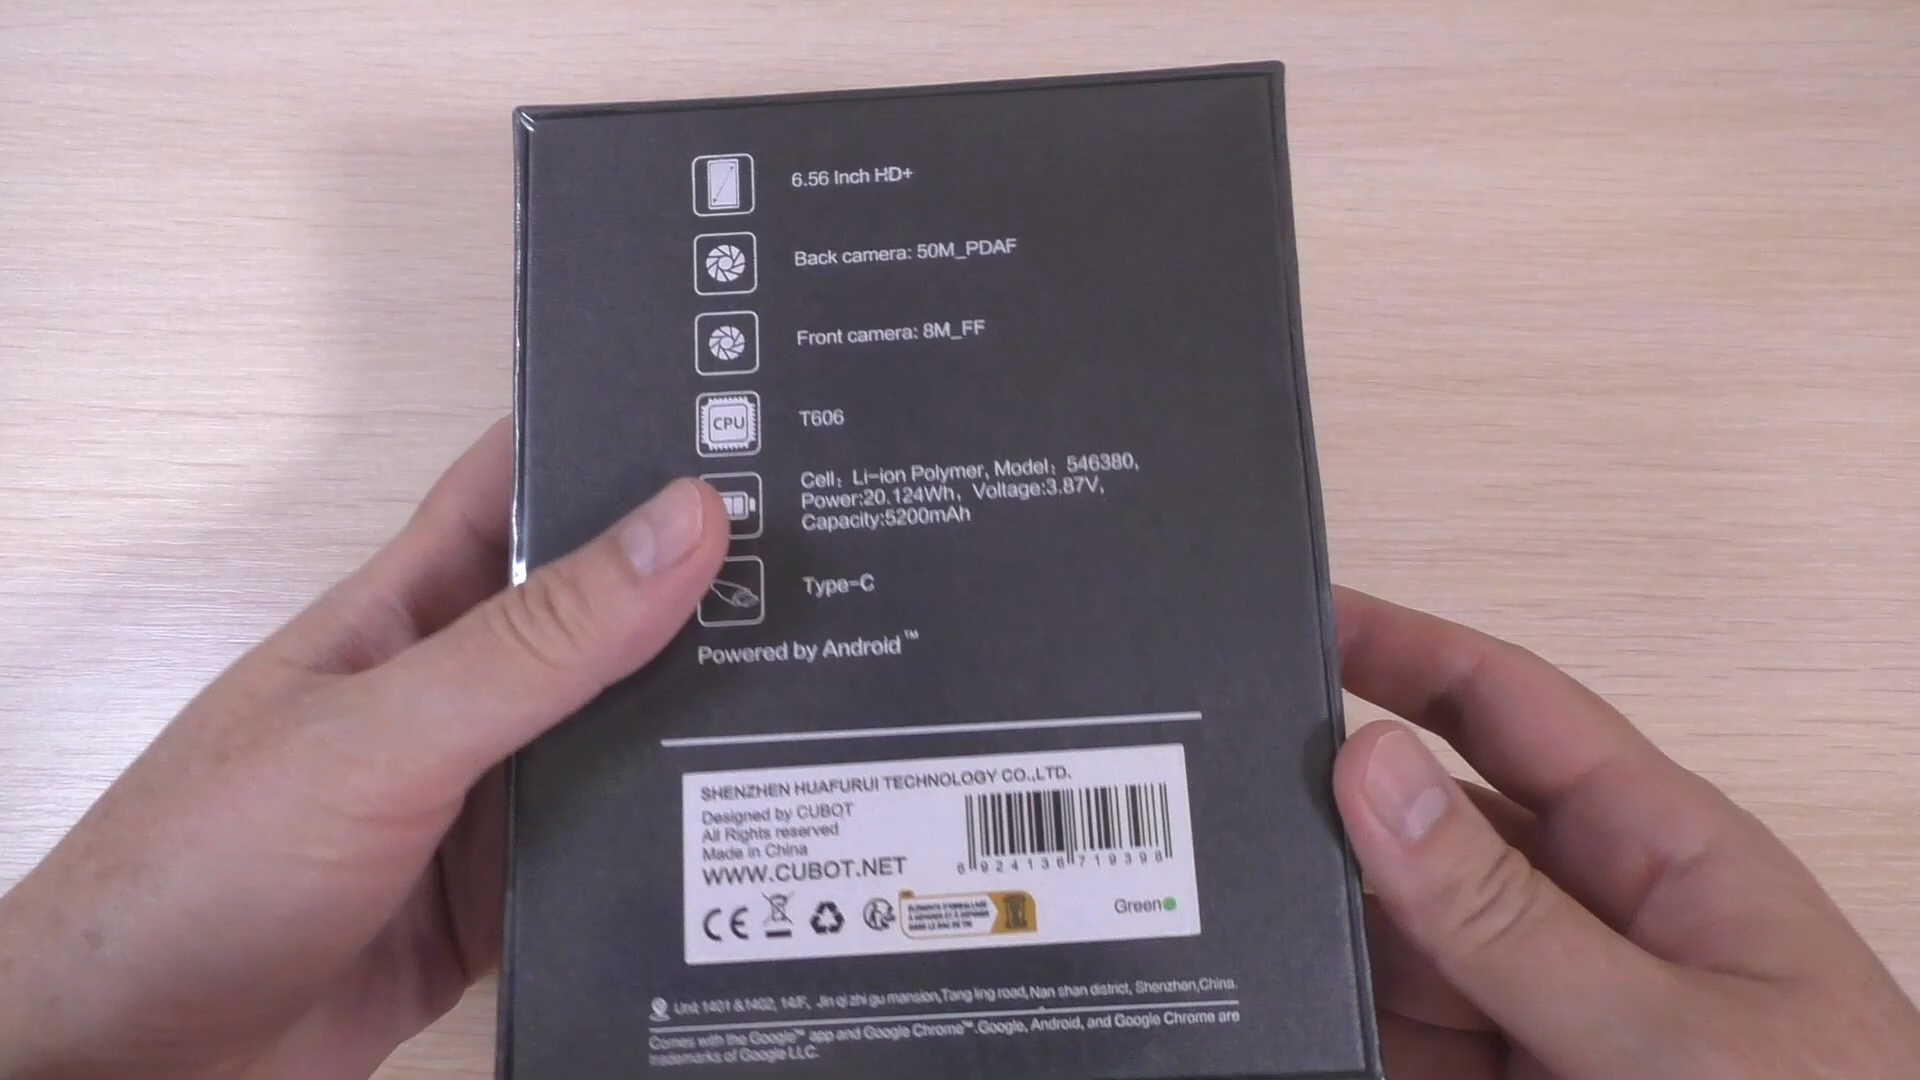 6.56 Inch HD+
Back camera: 50M_PDAF
Front camera: 8M_FF
CPU
T606
Cell: Li-ion Polymer, Model: 546380,
Power:20.124Wh, Voltage:3.87V,
Capacity:5200mAh
Type-C
Powered by Android™
SHENZHEN HUAFURUI TECHNOLOGY CO.,LTD.
Designed by CUBOT
All Rights reserved
Made in China
WWW.CUBOT.NET
6 924136 719398
CE
Green
Unit 1401 &1402, 14/F, Jin qi zhi gu mansion,Tang ling road,Nan shan district, Shenzhen,China.
Comes with the Google™ app and Google Chrome™.Google, Android, and Google Chrome are
trademarks of Google LLC.